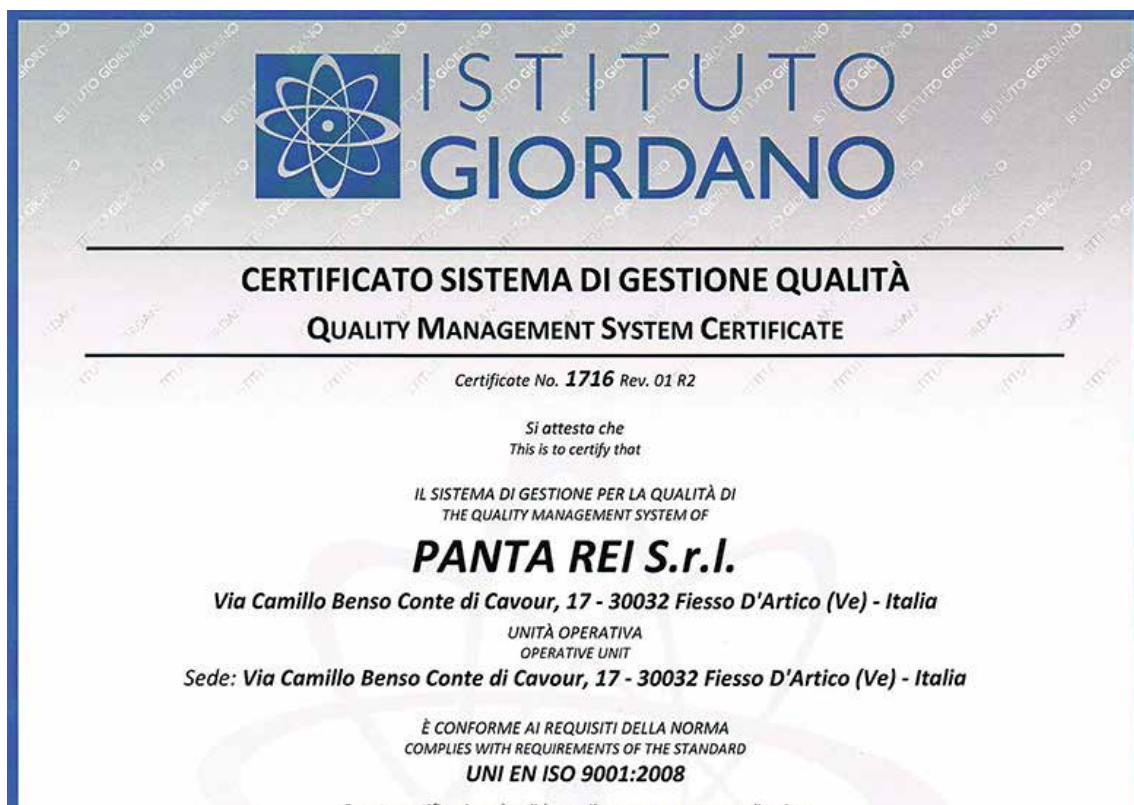 ISTITUTO
GIORDANO
CERTIFICATO SISTEMA DI GESTIONE QUALITÀ
QUALITY MANAGEMENT SYSTEM CERTIFICATE
Certificate No. 1716 Rev. 01 R2
Si attesta che
This is to certify that
IL SISTEMA DI GESTIONE PER LA QUALITÀ DI
THE QUALITY MANAGEMENT SYSTEM OF
PANTA REI S.r.l.
Via Camillo Benso Conte di Cavour, 17 - 30032 Fiesso D'Artico (Ve) - Italia
UNITÀ OPERATIVA
OPERATIVE UNIT
Sede: Via Camillo Benso Conte di Cavour, 17 - 30032 Fiesso D'Artico (Ve) - Italia
È CONFORME AI REQUISITI DELLA NORMA
COMPLIES WITH REQUIREMENTS OF THE STANDARD
UNI EN ISO 9001:2008